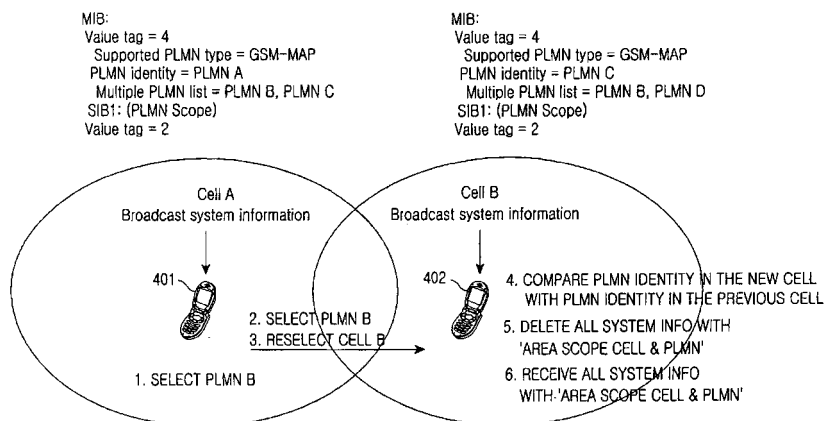 MIB:
Value tag = 4
Supported PLMN type = GSM-MAP
PLMN identity = PLMN A
Multiple PLMN list = PLMN B, PLMN C
SIB1: (PLMN Scope)
Value tag = 2
MIB:
Value tag = 4
Supported PLMN type = GSM-MAP
PLMN identity = PLMN C
Multiple PLMN list = PLMN B, PLMN D
SIB1: (PLMN Scope)
Value tag = 2
Cell A
Broadcast system information
401
1. SELECT PLMN B
2. SELECT PLMN B
3. RESELECT CELL B
Cell B
Broadcast system information
402
4. COMPARE PLMN IDENTITY IN THE NEW CELL
WITH PLMN IDENTITY IN THE PREVIOUS CELL
5. DELETE ALL SYSTEM INFO WITH
'AREA SCOPE CELL & PLMN'
6. RECEIVE ALL SYSTEM INFO
WITH 'AREA SCOPE CELL & PLMN'